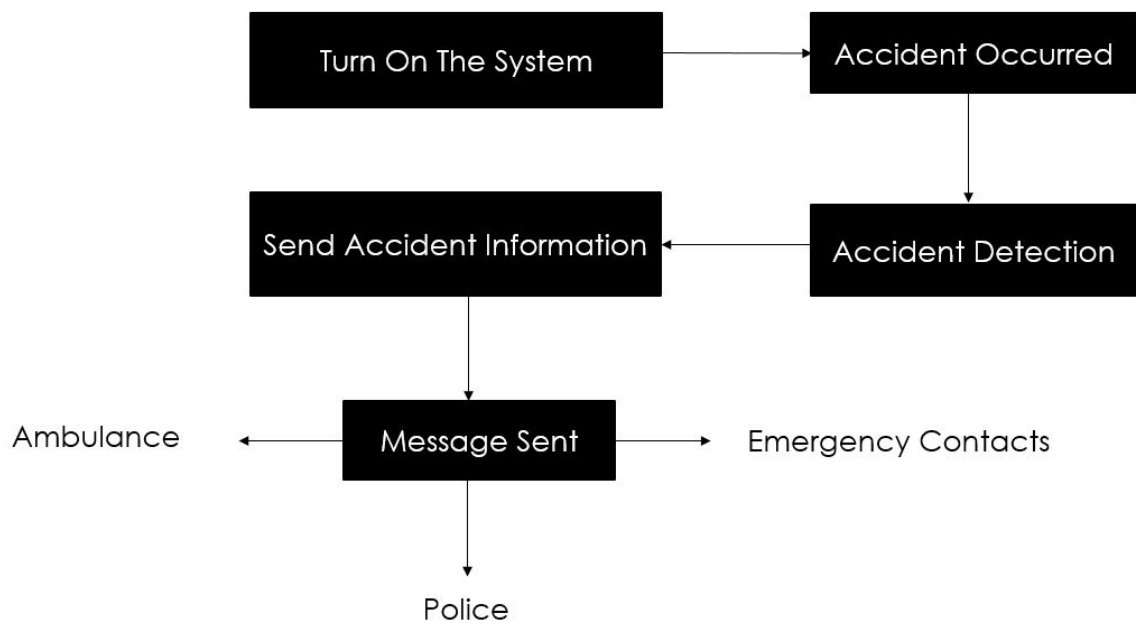 Turn On The System
Accident Occurred
Send Accident Information
Accident Detection
Ambulance
Message Sent
Emergency Contacts
Police